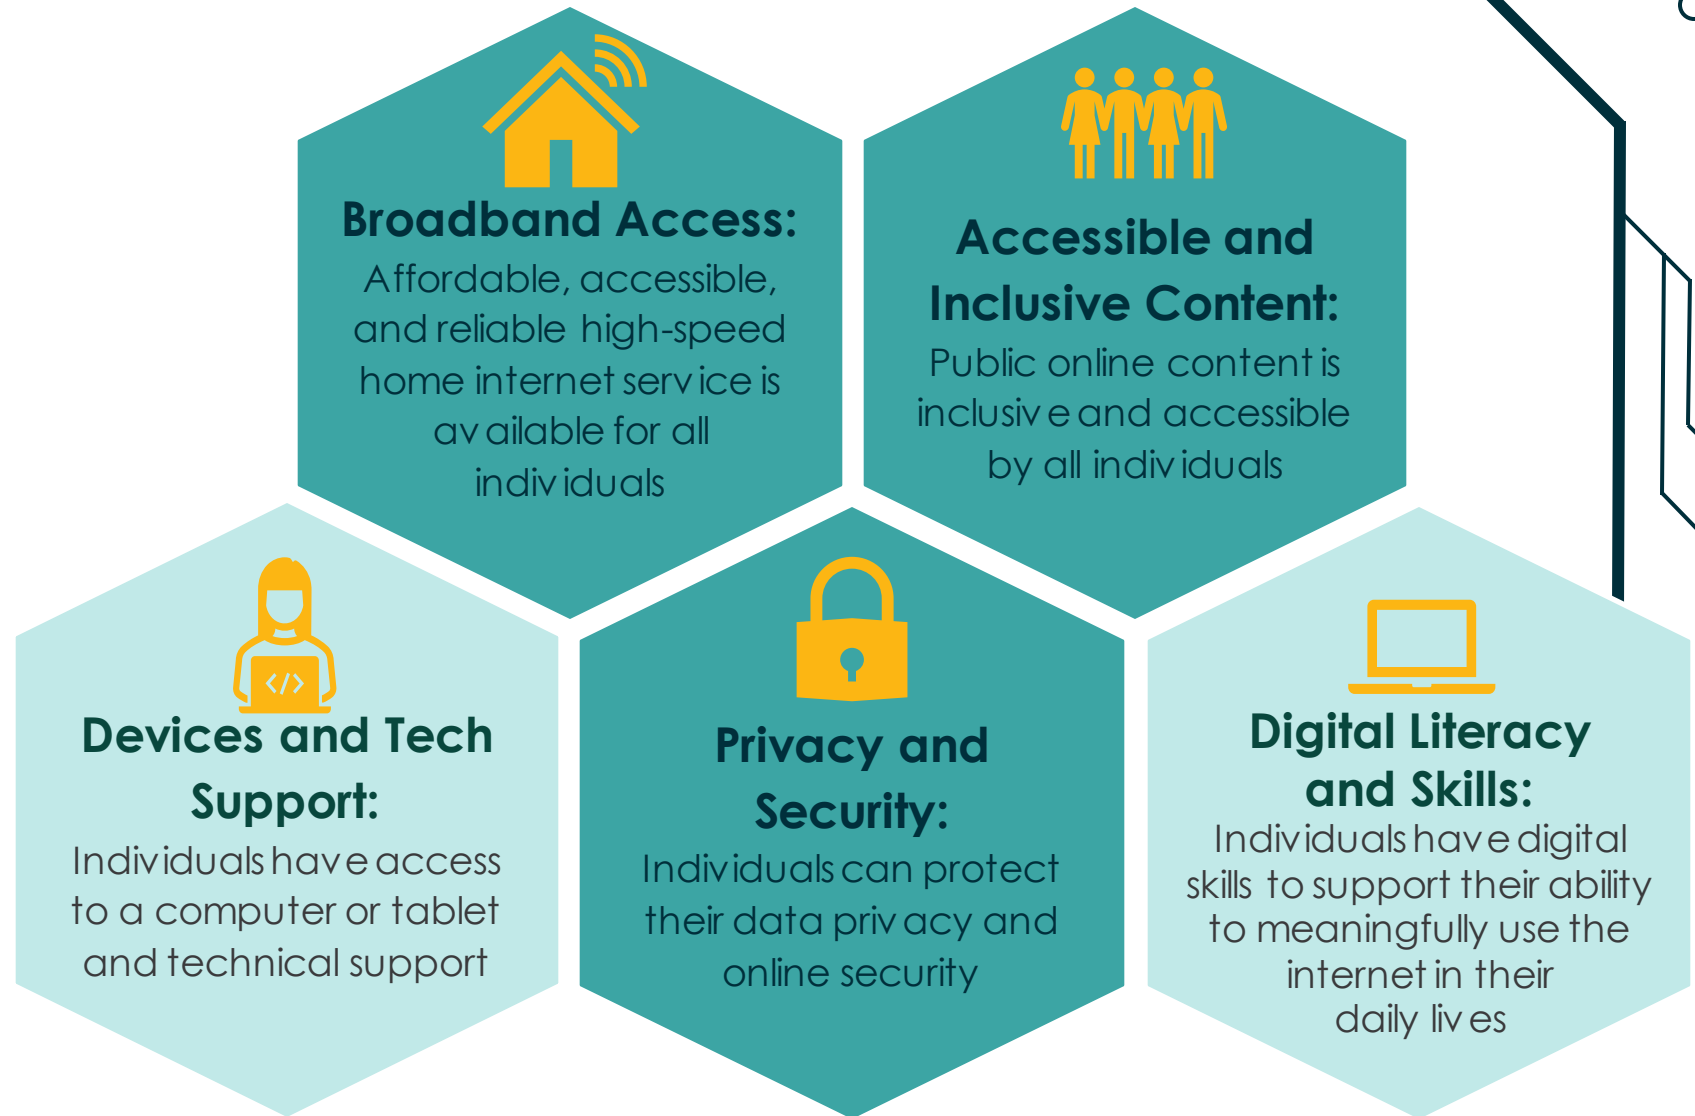 Broadband Access:
Affordable, accessible,
and reliable high-speed
home internet service is
available for all
individuals
Accessible and
Inclusive Content:
Public online content is
inclusive and accessible
by all individuals
</>
Devices and Tech
Support:
Individuals have access
to a computer or tablet
and technical support
Privacy and
Security:
Individuals can protect
their data privacy and
online security
Digital Literacy
and Skills:
Individuals have digital
skills to support their ability
to meaningfully use the
internet in their
daily lives